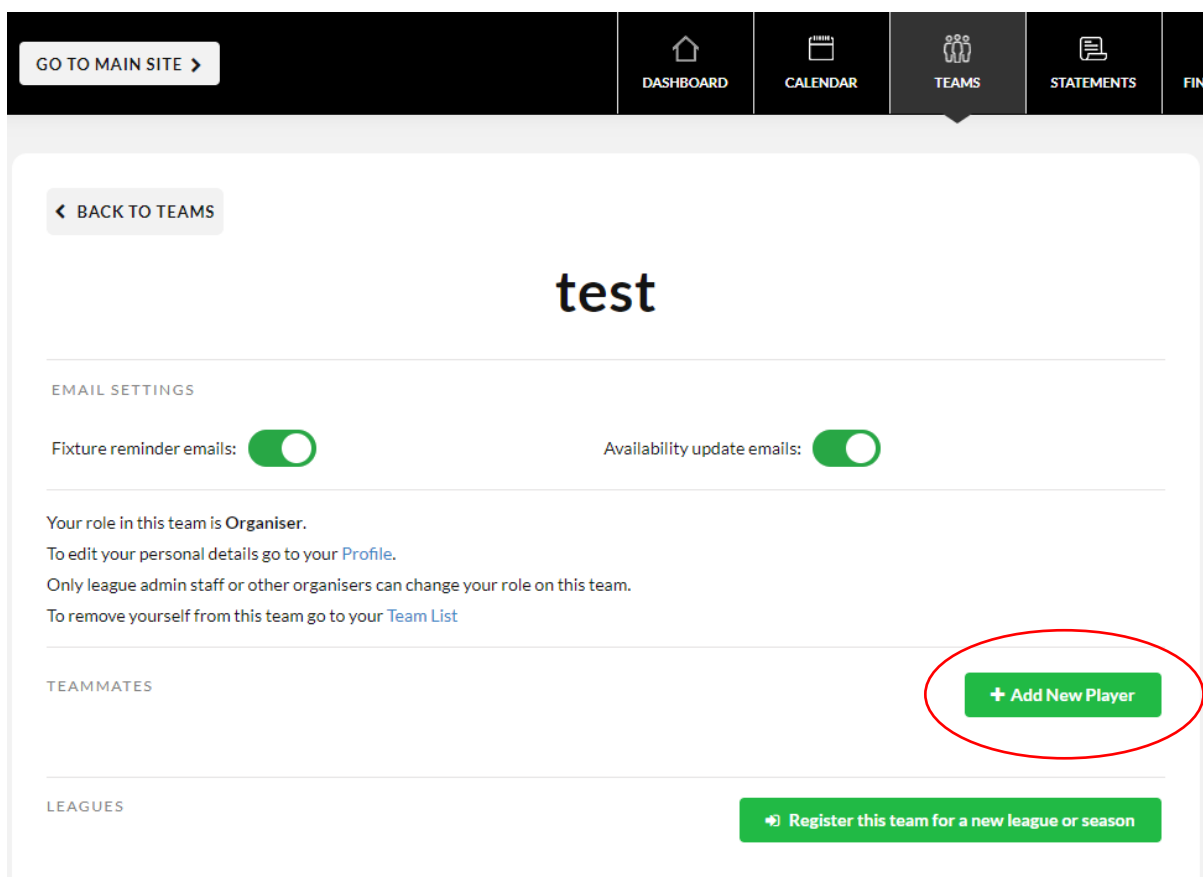 GO TO MAIN SITE
DASHBOARD
CALENDAR
TEAMS
STATEMENTS
FIN
BACK TO TEAMS
test
EMAIL SETTINGS
Fixture reminder emails:
Availability update emails:
Your role in this team is Organiser.
To edit your personal details go to your Profile.
Only league admin staff or other organisers can change your role on this team.
To remove yourself from this team go to your Team List
TEAMMATES
+ Add New Player
LEAGUES
Register this team for a new league or season